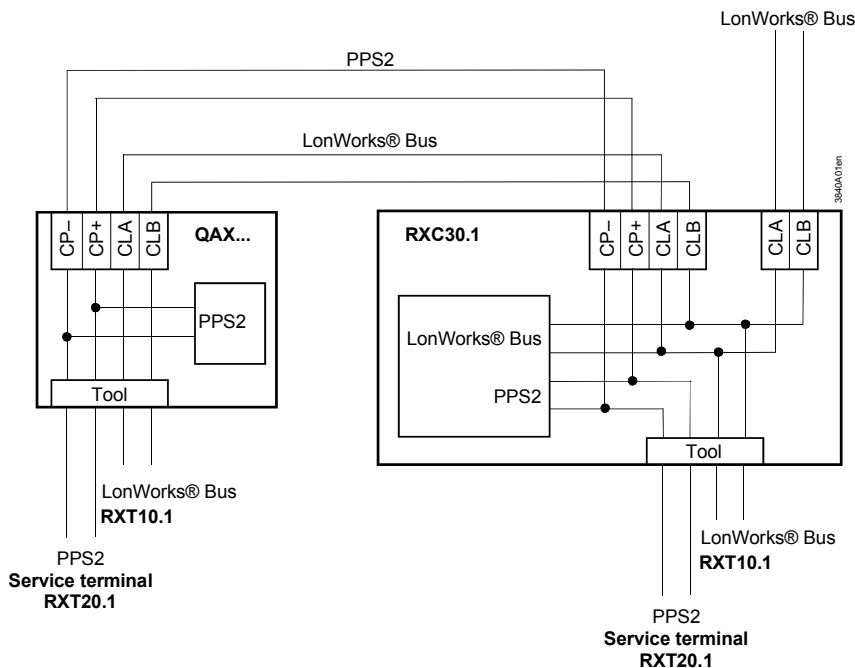 LonWorks® Bus
PPS2
LonWorks® Bus
3840A01en
CP–
CP+
CLA
CLB
QAX...
PPS2
Tool
LonWorks® Bus
RXT10.1
PPS2
Service terminal
RXT20.1
RXC30.1
CP–
CP+
CLA
CLB
CLA
CLB
LonWorks® Bus
PPS2
Tool
LonWorks® Bus
RXT10.1
PPS2
Service terminal
RXT20.1